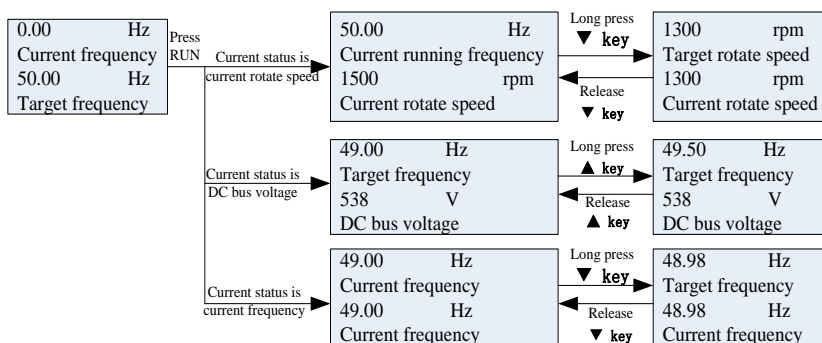 0.00 Hz
Current frequency
50.00 Hz
Target frequency
Press
RUN
Current status is
current rotate speed
50.00 Hz
Current running frequency
1500 rpm
Current rotate speed
Long press
▼ key
Release
▼ key
1300 rpm
Target rotate speed
1300 rpm
Current rotate speed
Current status is
DC bus voltage
49.00 Hz
Target frequency
538 V
DC bus voltage
Long press
▲ key
Release
▲ key
49.50 Hz
Target frequency
538 V
DC bus voltage
Current status is
current frequency
49.00 Hz
Current frequency
49.00 Hz
Current frequency
Long press
▼ key
Release
▼ key
48.98 Hz
Target frequency
48.98 Hz
Current frequency